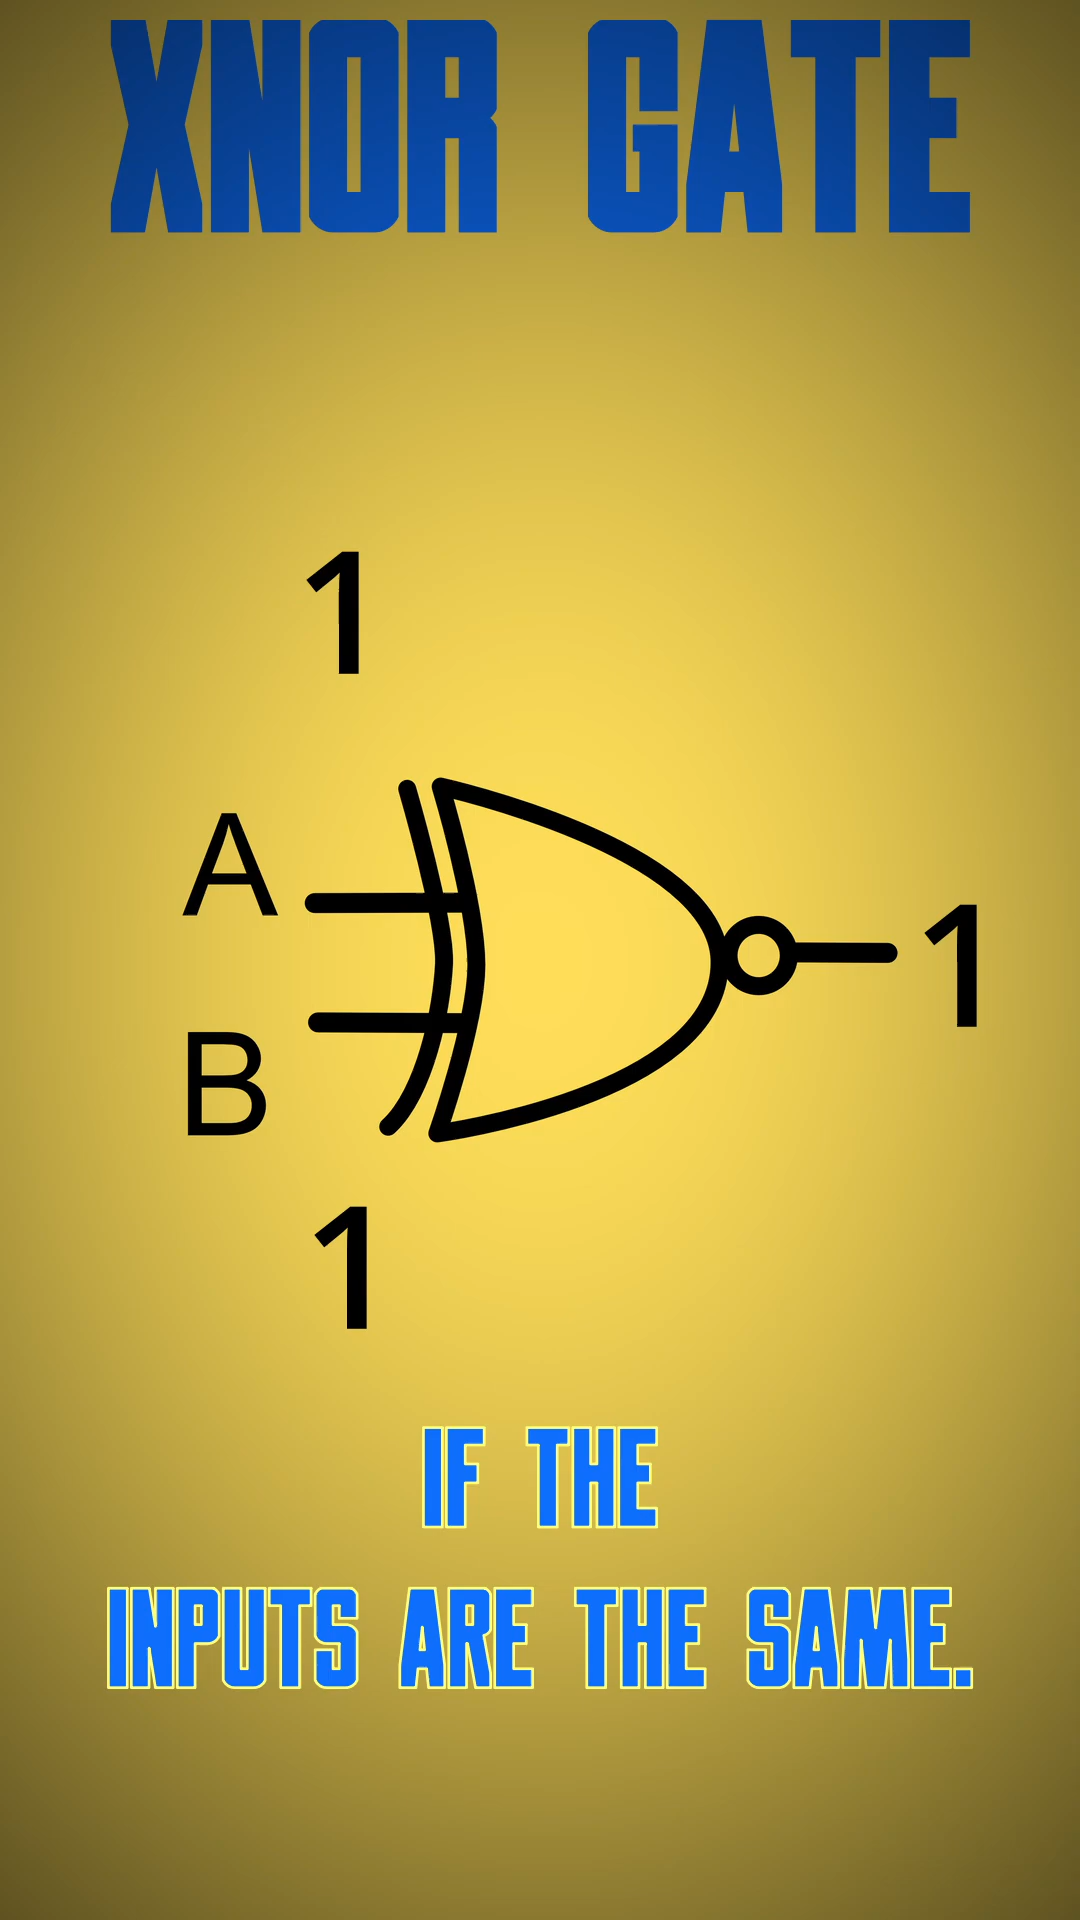 XNOR GATE
1
A
1
B
1
IF THE
INPUTS ARE THE SAME.